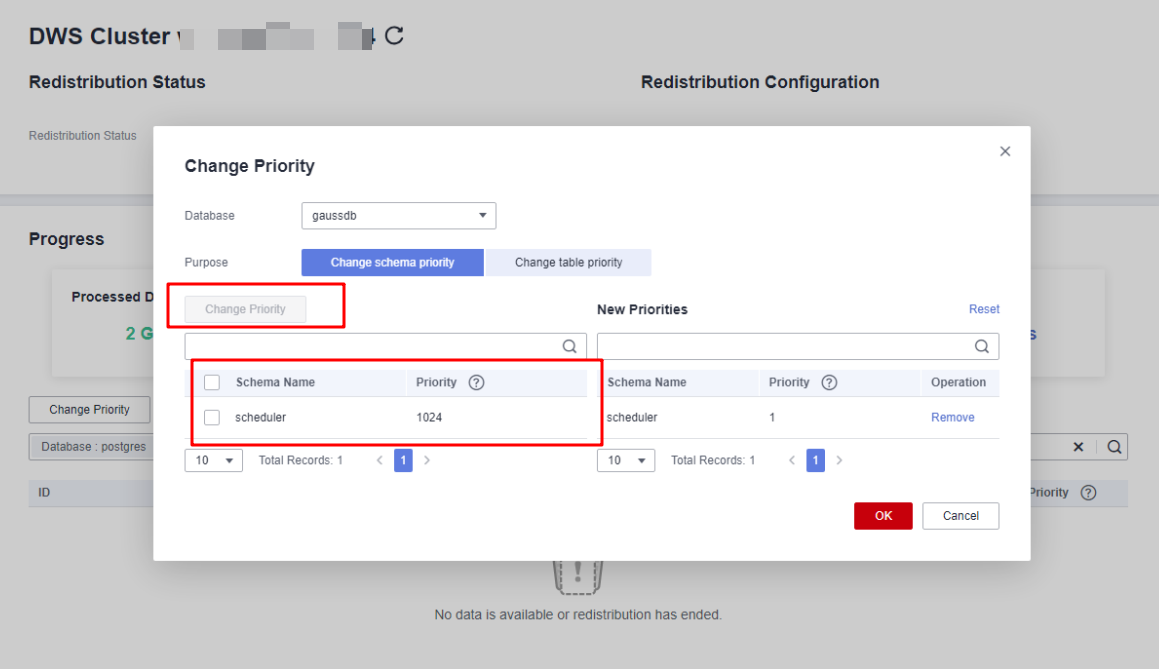 DWS Cluster
Redistribution Status
Redistribution Configuration
Redistribution Status
Change Priority
Database gaussdb
Progress
Purpose Change schema priority Change table priority
Processed
2 G
Change Priority
New Priorities Reset
Schema Name Priority ?
Schema Name Priority ? Operation
scheduler 1024
scheduler 1 Remove
Change Priority
Database : postgres
10 Total Records: 1 < 1 >
10 Total Records: 1 < 1 >
ID
Priority ?
OK Cancel
No data is available or redistribution has ended.